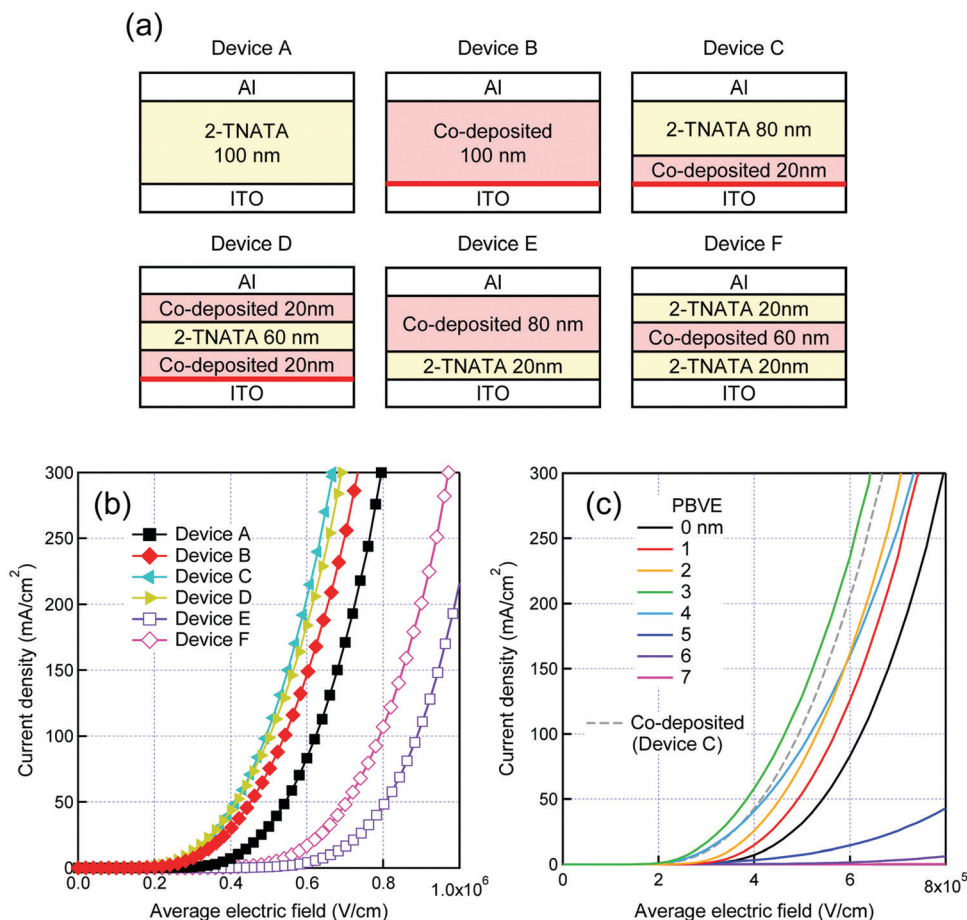 (a)
Device A
Device B
Device C
Al
Al
Al
2-TNATA
100 nm
Co-deposited
100 nm
2-TNATA 80 nm
Co-deposited 20nm
ITO
ITO
ITO
Device D
Device E
Device F
Al
Al
Al
Co-deposited 20nm
2-TNATA 60 nm
Co-deposited 20nm
Co-deposited 80 nm
2-TNATA 20nm
2-TNATA 20nm
Co-deposited 60 nm
2-TNATA 20nm
ITO
ITO
ITO
(b)
Current density (mA/cm²)
300
250
200
150
100
50
0
Device A
Device B
Device C
Device D
Device E
Device F
0.0
0.2
0.4
0.6
0.8
1.0x10⁶
Average electric field (V/cm)
(c)
Current density (mA/cm²)
300
250
200
150
100
50
0
PBVE
0 nm
1
2
3
4
5
6
7
Co-deposited
(Device C)
0
2
4
6
8x10⁵
Average electric field (V/cm)